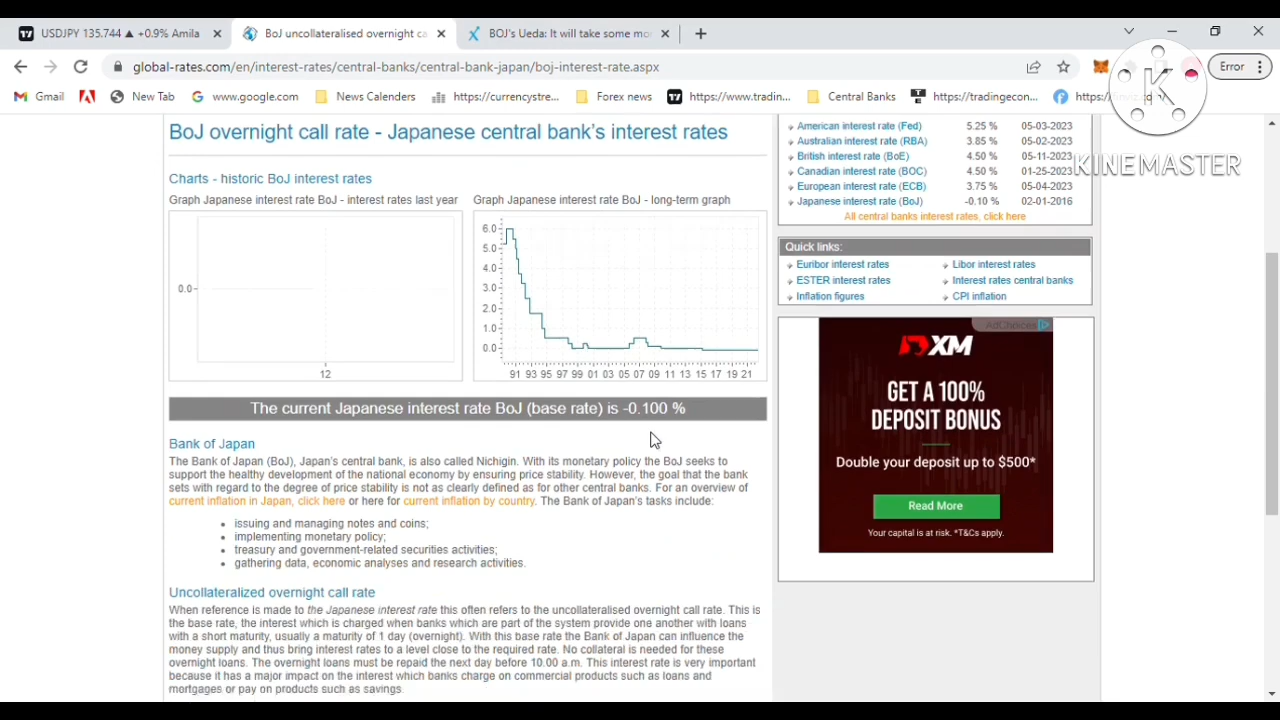 USDJPY 135.744 ▲ +0.9% Amila
BoJ uncollateralised overnight ca
BOJ's Ueda: It will take some mor
global-rates.com/en/interest-rates/central-banks/central-bank-japan/boj-interest-rate.aspx
Error
Gmail
New Tab
www.google.com
News Calenders
https://currencystre...
Forex news
https://www.tradin...
Central Banks
https://tradingecon...
KINEMASTER
BoJ overnight call rate - Japanese central bank's interest rates
Charts - historic BoJ interest rates
Graph Japanese interest rate BoJ - interest rates last year
0.0
12
Graph Japanese interest rate BoJ - long-term graph
6.0
5.0
4.0
3.0
2.0
1.0
0.0
91 93 95 97 99 01 03 05 07 09 11 13 15 17 19 21
The current Japanese interest rate BoJ (base rate) is -0.100 %
Bank of Japan
The Bank of Japan (BoJ), Japan's central bank, is also called Nichigin. With its monetary policy the BoJ seeks to
support the healthy development of the national economy by ensuring price stability. However, the goal that the bank
sets with regard to the degree of price stability is not as clearly defined as for other central banks. For an overview of
current inflation in Japan, click here or here for current inflation by country. The Bank of Japan's tasks include:
issuing and managing notes and coins;
implementing monetary policy;
treasury and government-related securities activities;
gathering data, economic analyses and research activities.
Uncollateralized overnight call rate
When reference is made to the Japanese interest rate this often refers to the uncollateralised overnight call rate. This is
the base rate, the interest which is charged when banks which are part of the system provide one another with loans
with a short maturity, usually a maturity of 1 day (overnight). With this base rate the Bank of Japan can influence the
money supply and thus bring interest rates to a level close to the required rate. No collateral is needed for these
overnight loans. The overnight loans must be repaid the next day before 10.00 a.m. This interest rate is very important
because it has a major impact on the interest which banks charge on commercial products such as loans and
mortgages or pay on products such as savings.
American interest rate (Fed) 5.25 % 05-03-2023
Australian interest rate (RBA) 3.85 % 05-02-2023
British interest rate (BoE) 4.50 % 05-11-2023
Canadian interest rate (BOC) 4.50 % 01-25-2023
European interest rate (ECB) 3.75 % 05-04-2023
Japanese interest rate (BoJ) -0.10 % 02-01-2016
All central banks interest rates, click here
Quick links:
Euribor interest rates Libor interest rates
ESTER interest rates Interest rates central banks
Inflation figures CPI inflation
AdChoices
XM
GET A 100%
DEPOSIT BONUS
Double your deposit up to $500*
Read More
Your capital is at risk. *T&Cs apply.